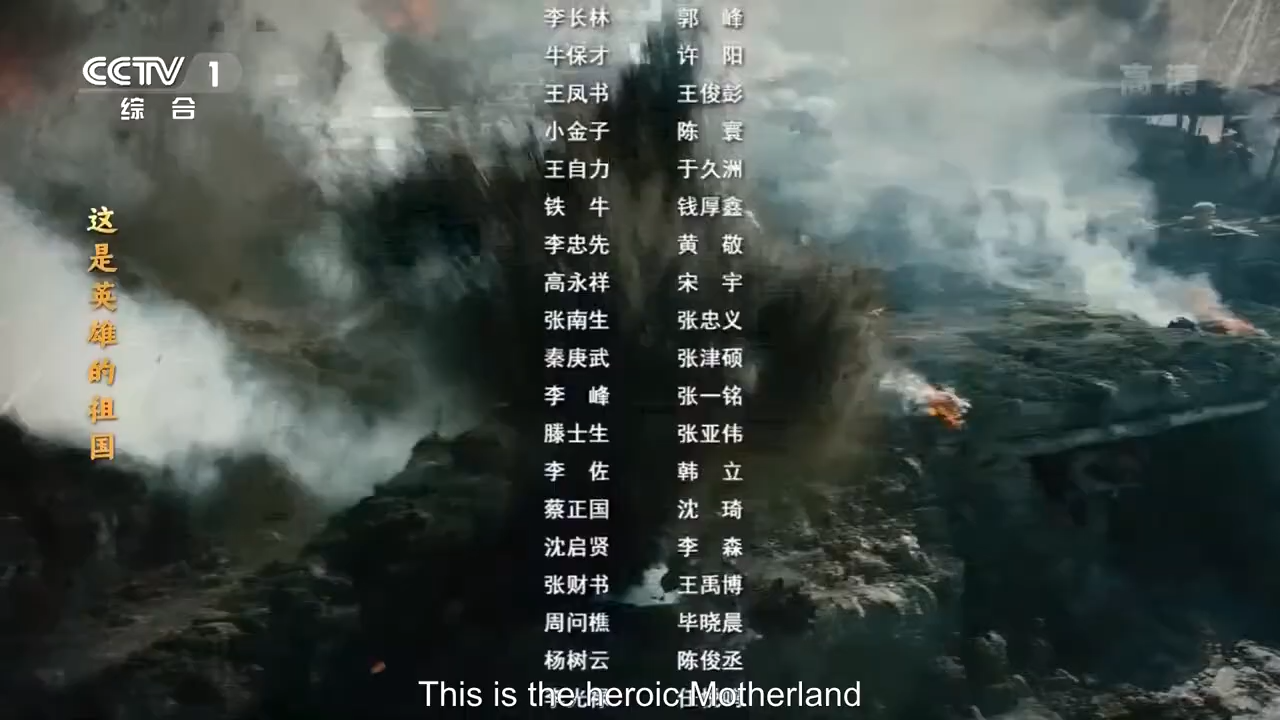 李长林 郭 峰
CCTV 1
综合
牛保才 许 阳
高清
王凤书 王俊彭
小金子 陈 寰
王自力 于久洲
铁 牛 钱厚鑫
李忠先 黄 敬
高永祥 宋 宇
张南生 张忠义
秦庚武 张津硕
李 峰 张一铭
滕士生 张亚伟
李 佐 韩 立
蔡正国 沈 琦
沈启贤 李 森
张财书 王禹博
周问樵 毕晓晨
杨树云 陈俊丞
这是英雄的祖国
This is the heroic Motherland